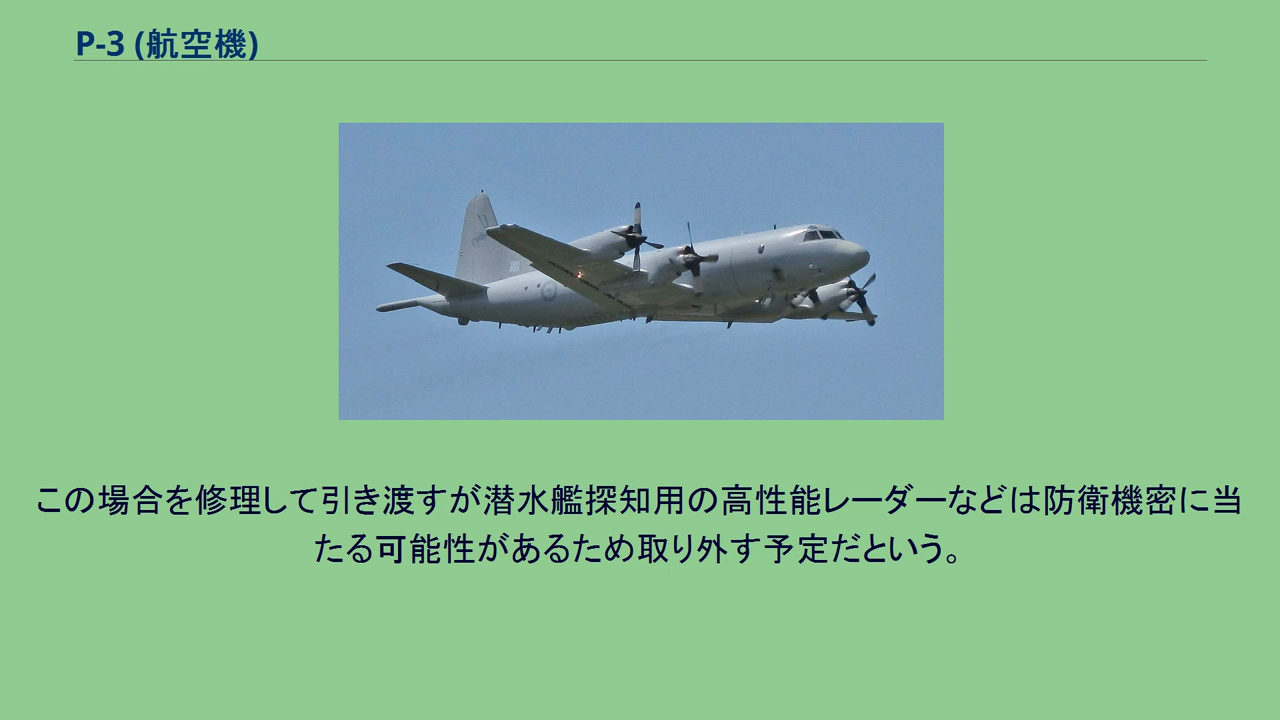 P-3 (航空機)
この場合を修理して引き渡すが潜水艦探知用の高性能レーダーなどは防衛機密に当
たる可能性があるため取り外す予定だという。